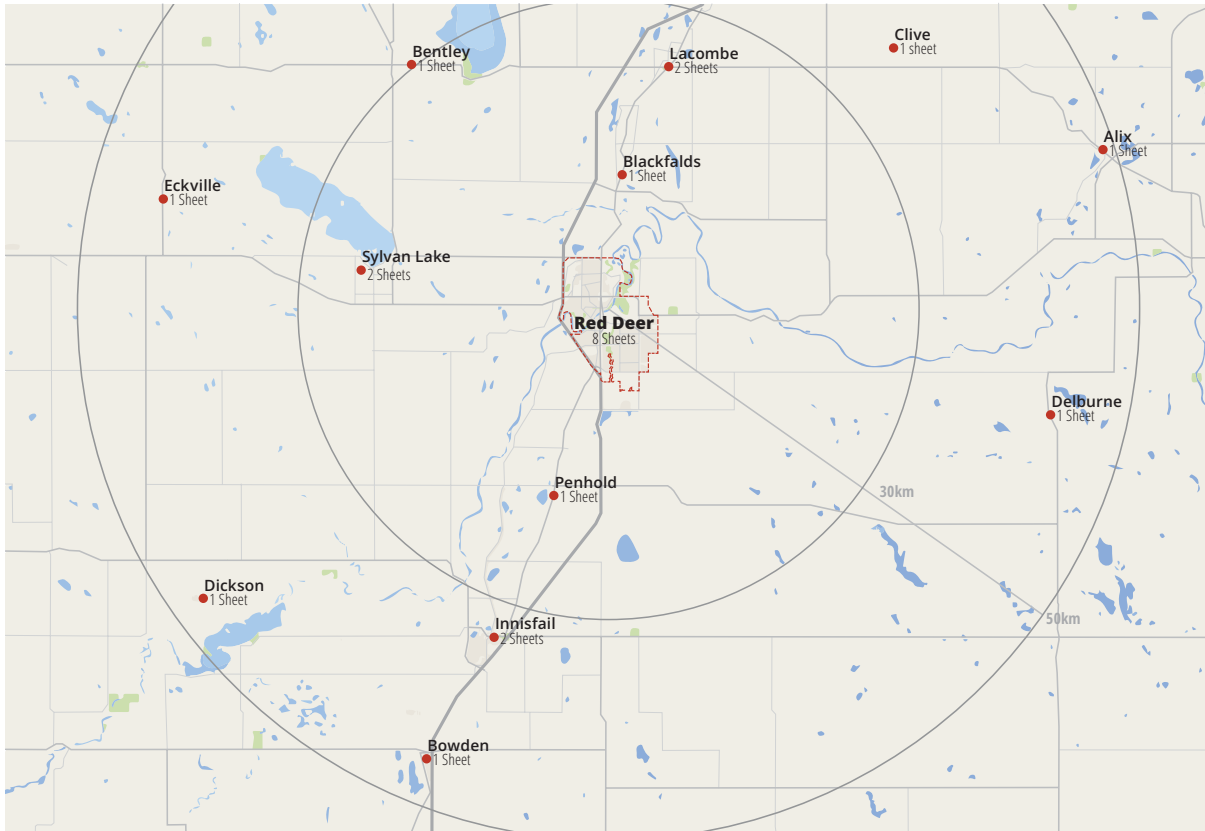 Clive
1 sheet
Bentley
1 Sheet
Lacombe
2 Sheets
Alix
1 Sheet
Blackfalds
1 Sheet
Eckville
1 Sheet
Sylvan Lake
2 Sheets
Red Deer
8 Sheets
Delburne
1 Sheet
Penhold
1 Sheet
30km
Dickson
1 Sheet
50km
Innisfail
2 Sheets
Bowden
1 Sheet